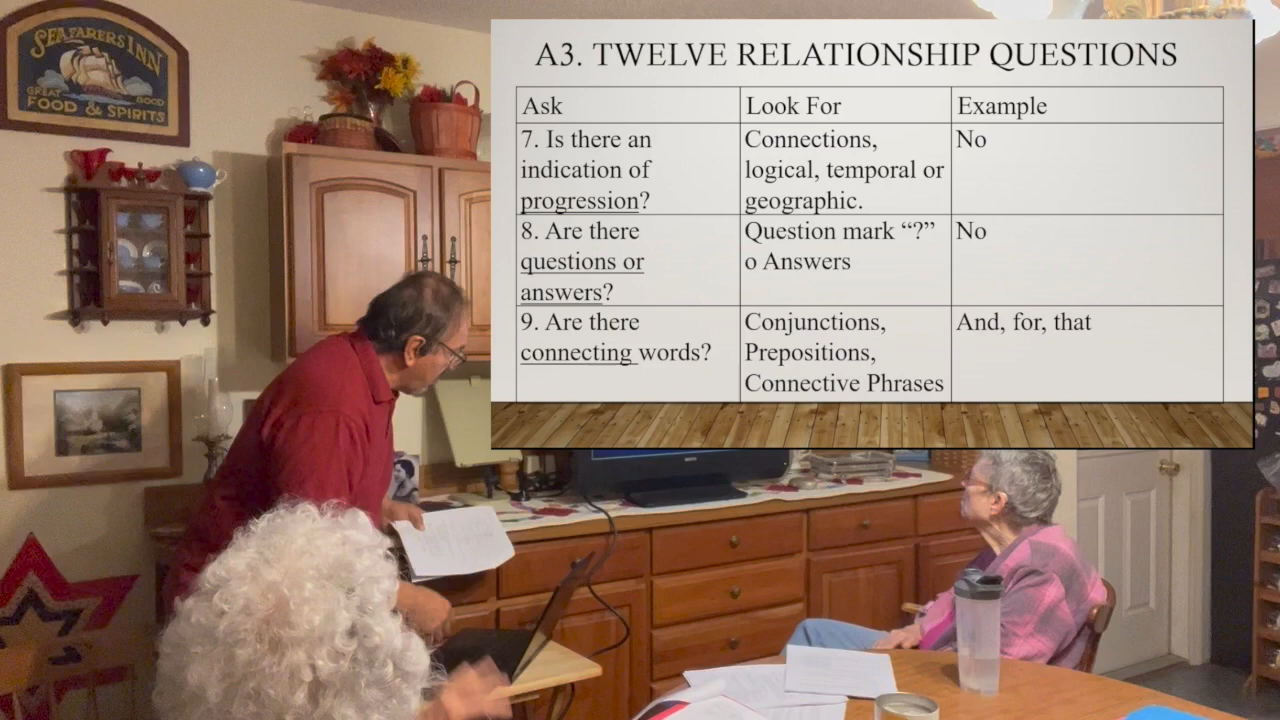 SEAFARERS INN
GREAT GOOD
FOOD & SPIRITS
A3. TWELVE RELATIONSHIP QUESTIONS
Ask Look For Example
7. Is there an Connections, No
indication of logical, temporal or
progression? geographic.
8. Are there Question mark “?” No
questions or o Answers
answers?
9. Are there Conjunctions, And, for, that
connecting words? Prepositions,
Connective Phrases